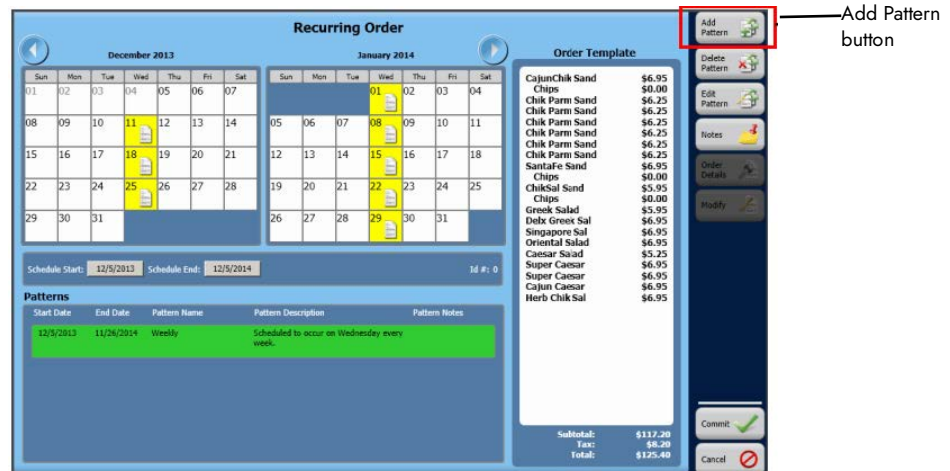 Recurring Order
December 2013
Sun Mon Tue Wed Thu Fri Sat
01 02 03 04 05 06 07
08 09 10 11 12 13 14
15 16 17 18 19 20 21
22 23 24 25 26 27 28
29 30 31
January 2014
Sun Mon Tue Wed Thu Fri Sat
01 02 03 04
05 06 07 08 09 10 11
12 13 14 15 16 17 18
19 20 21 22 23 24 25
26 27 28 29 30 31
Schedule Start: 12/5/2013 Schedule End: 12/5/2014 Id #: 0
Patterns
Start Date End Date Pattern Name Pattern Description Pattern Notes
12/5/2013 11/26/2014 Weekly Scheduled to occur on Wednesday every
week.
Order Template
CajunChik Sand $6.95
Chips $0.00
Chik Parm Sand $6.25
Chik Parm Sand $6.25
Chik Parm Sand $6.25
Chik Parm Sand $6.25
Chik Parm Sand $6.25
Chik Parm Sand $6.25
SantaFe Sand $6.95
Chips $0.00
ChikSal Sand $5.95
Chips $0.00
Greek Salad $5.95
Delx Greek Sal $6.95
Singapore Sal $6.95
Oriental Salad $6.95
Caesar Salad $5.25
Super Caesar $6.95
Super Caesar $6.95
Cajun Caesar $6.95
Herb Chik Sal $6.95
Subtotal: $117.20
Tax: $8.20
Total: $125.40
Add
Pattern
Delete
Pattern
Edit
Pattern
Notes
Order
Details
Modify
Commit
Cancel
Add Pattern
button